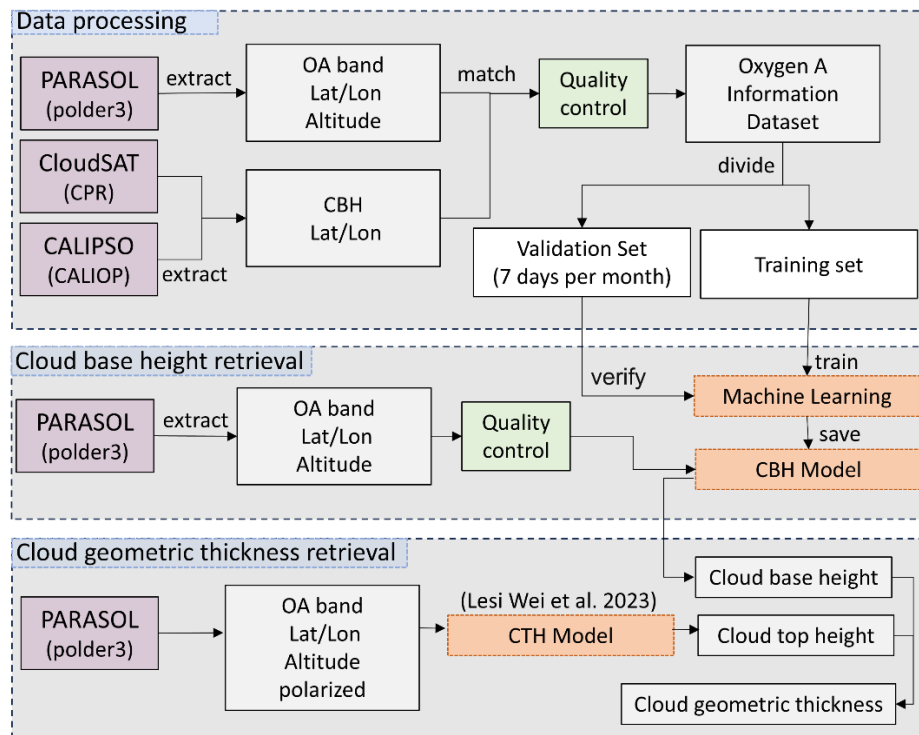 Data processing
PARASOL
(polder3)
extract
OA band
Lat/Lon
Altitude
match
Quality
control
Oxygen A
Information
Dataset
CloudSAT
(CPR)
CALIPSO
(CALIOP)
extract
CBH
Lat/Lon
divide
Validation Set
(7 days per month)
Training set
Cloud base height retrieval
PARASOL
(polder3)
extract
OA band
Lat/Lon
Altitude
Quality
control
verify
train
Machine Learning
save
CBH Model
Cloud geometric thickness retrieval
PARASOL
(polder3)
OA band
Lat/Lon
Altitude
polarized
(Lesi Wei et al. 2023)
CTH Model
Cloud base height
Cloud top height
Cloud geometric thickness